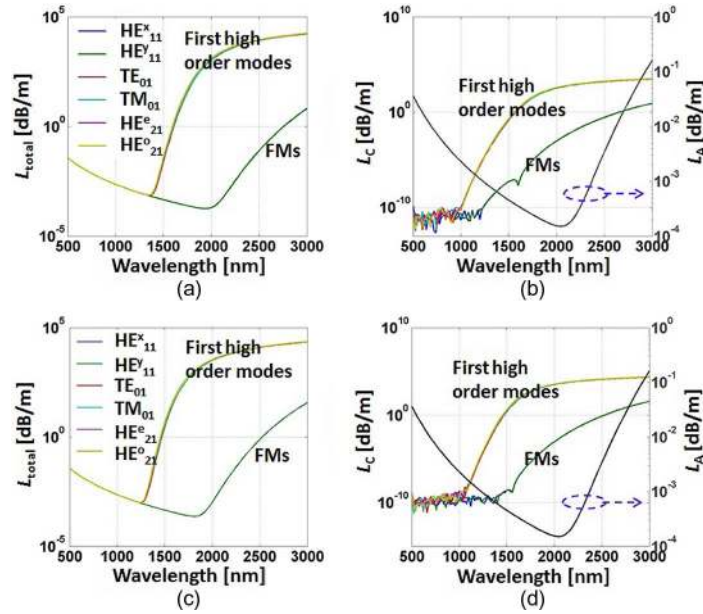 10^5
HE^x_11
HE^y_11
TE_01
TM_01
HE^e_21
HE^o_21
First high
order modes
FMs
10^0
10^-5
L_total [dB/m]
500 1000 1500 2000 2500 3000
Wavelength [nm]
(a)
10^10
10^0
10^-10
L_C [dB/m]
First high
order modes
FMs
10^0
10^-1
10^-2
10^-3
10^-4
L_A [dB/m]
500 1000 1500 2000 2500 3000
Wavelength [nm]
(b)
10^5
HE^x_11
HE^y_11
TE_01
TM_01
HE^e_21
HE^o_21
First high
order modes
FMs
10^0
10^-5
L_total [dB/m]
500 1000 1500 2000 2500 3000
Wavelength [nm]
(c)
10^10
10^0
10^-10
L_C [dB/m]
First high
order modes
FMs
10^0
10^-1
10^-2
10^-3
10^-4
L_A [dB/m]
500 1000 1500 2000 2500 3000
Wavelength [nm]
(d)